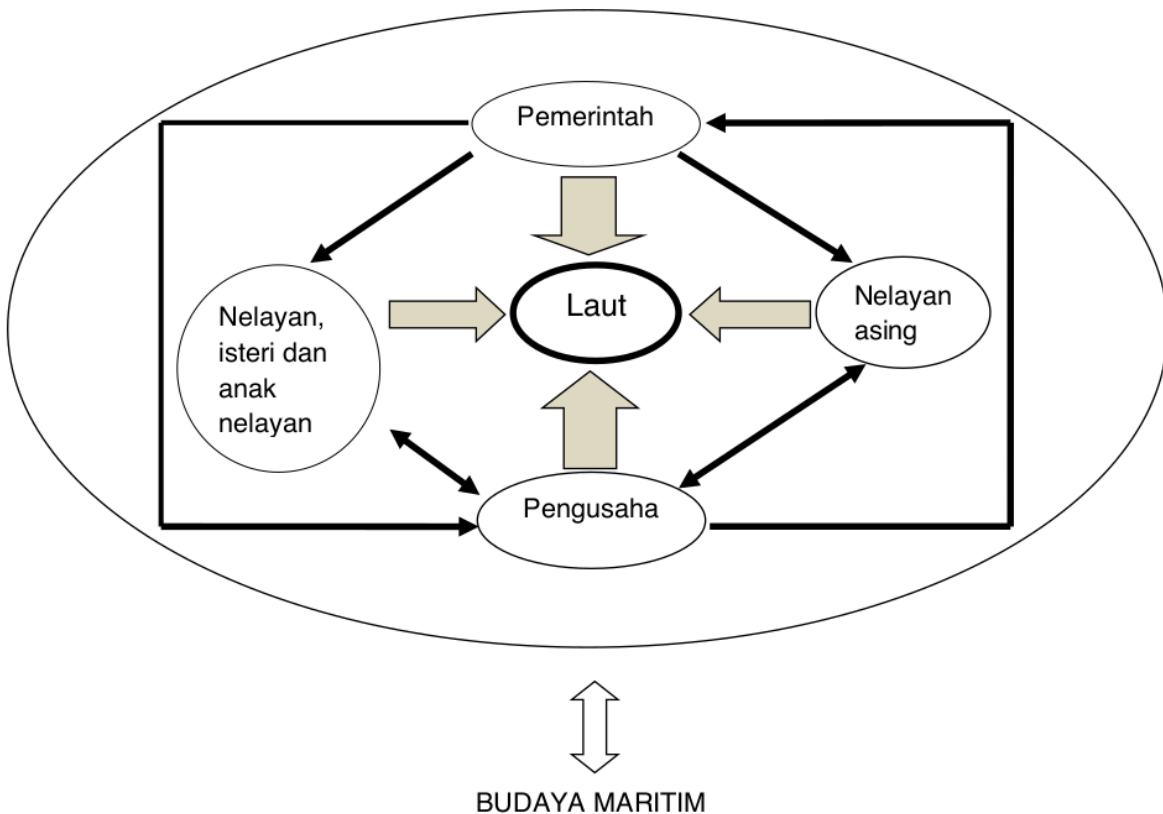 Pemerintah
Laut
Nelayan
asing
Nelayan,
isteri dan
anak
nelayan
Pengusaha
BUDAYA MARITIM